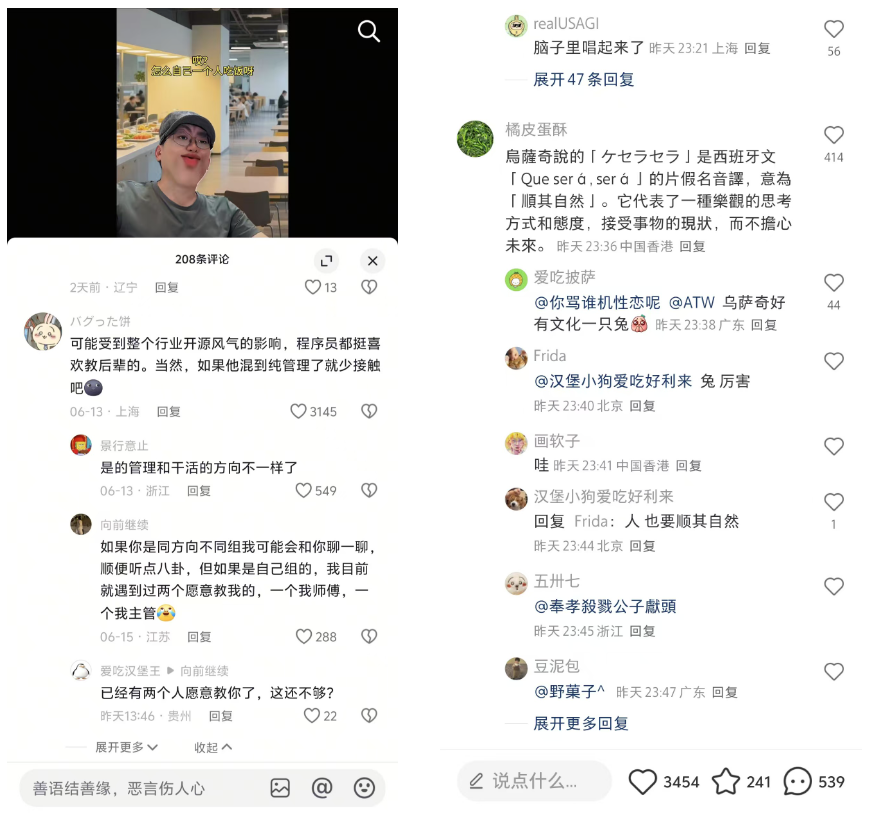 哎?
怎么自己一个人吃饭呀
208条评论
2天前 · 辽宁 回复 13
バグった饼
可能受到整个行业开源风气的影响，程序员都挺喜
欢教后辈的。当然，如果他混到纯管理了就少接触
吧
06-13 · 上海 回复 3145
景行意止
是的管理和干活的方向不一样了
06-13 · 浙江 回复 549
向前继续
如果你是同方向不同组我可能会和你聊一聊，
顺便听点八卦，但如果是自己组的，我目前
就遇到过两个愿意教我的，一个我师傅，一
个我主管
06-15 · 江苏 回复 288
爱吃汉堡王 ▶ 向前继续
已经有两个人愿意教你了，这还不够？
昨天13:46 · 贵州 回复 22
展开更多 收起
善语结善缘，恶言伤人心
realUSAGI
脑子里唱起来了 昨天 23:21 上海 回复
56
展开 47 条回复
橘皮蛋酥
烏薩奇說的「ケセラセラ」是西班牙文
「Que ser á, ser á 」的片假名音譯，意為
「順其自然」。它代表了一種樂觀的思考
方式和態度，接受事物的現狀，而不擔心
未來。 昨天 23:36 中国香港 回复
414
爱吃披萨
@你骂谁机性恋呢 @ATW 乌萨奇好
有文化一只兔 昨天 23:38 广东 回复
44
Frida
@汉堡小狗爱吃好利来 兔 厉害
昨天 23:40 北京 回复
画软子
哇 昨天 23:41 中国香港 回复
汉堡小狗爱吃好利来
回复 Frida：人 也要顺其自然
1
昨天 23:44 北京 回复
五卅七
@奉孝殺戮公子獻頭
昨天 23:45 浙江 回复
豆泥包
@野菓子^ 昨天 23:47 广东 回复
展开更多回复
说点什么... 3454 241 539